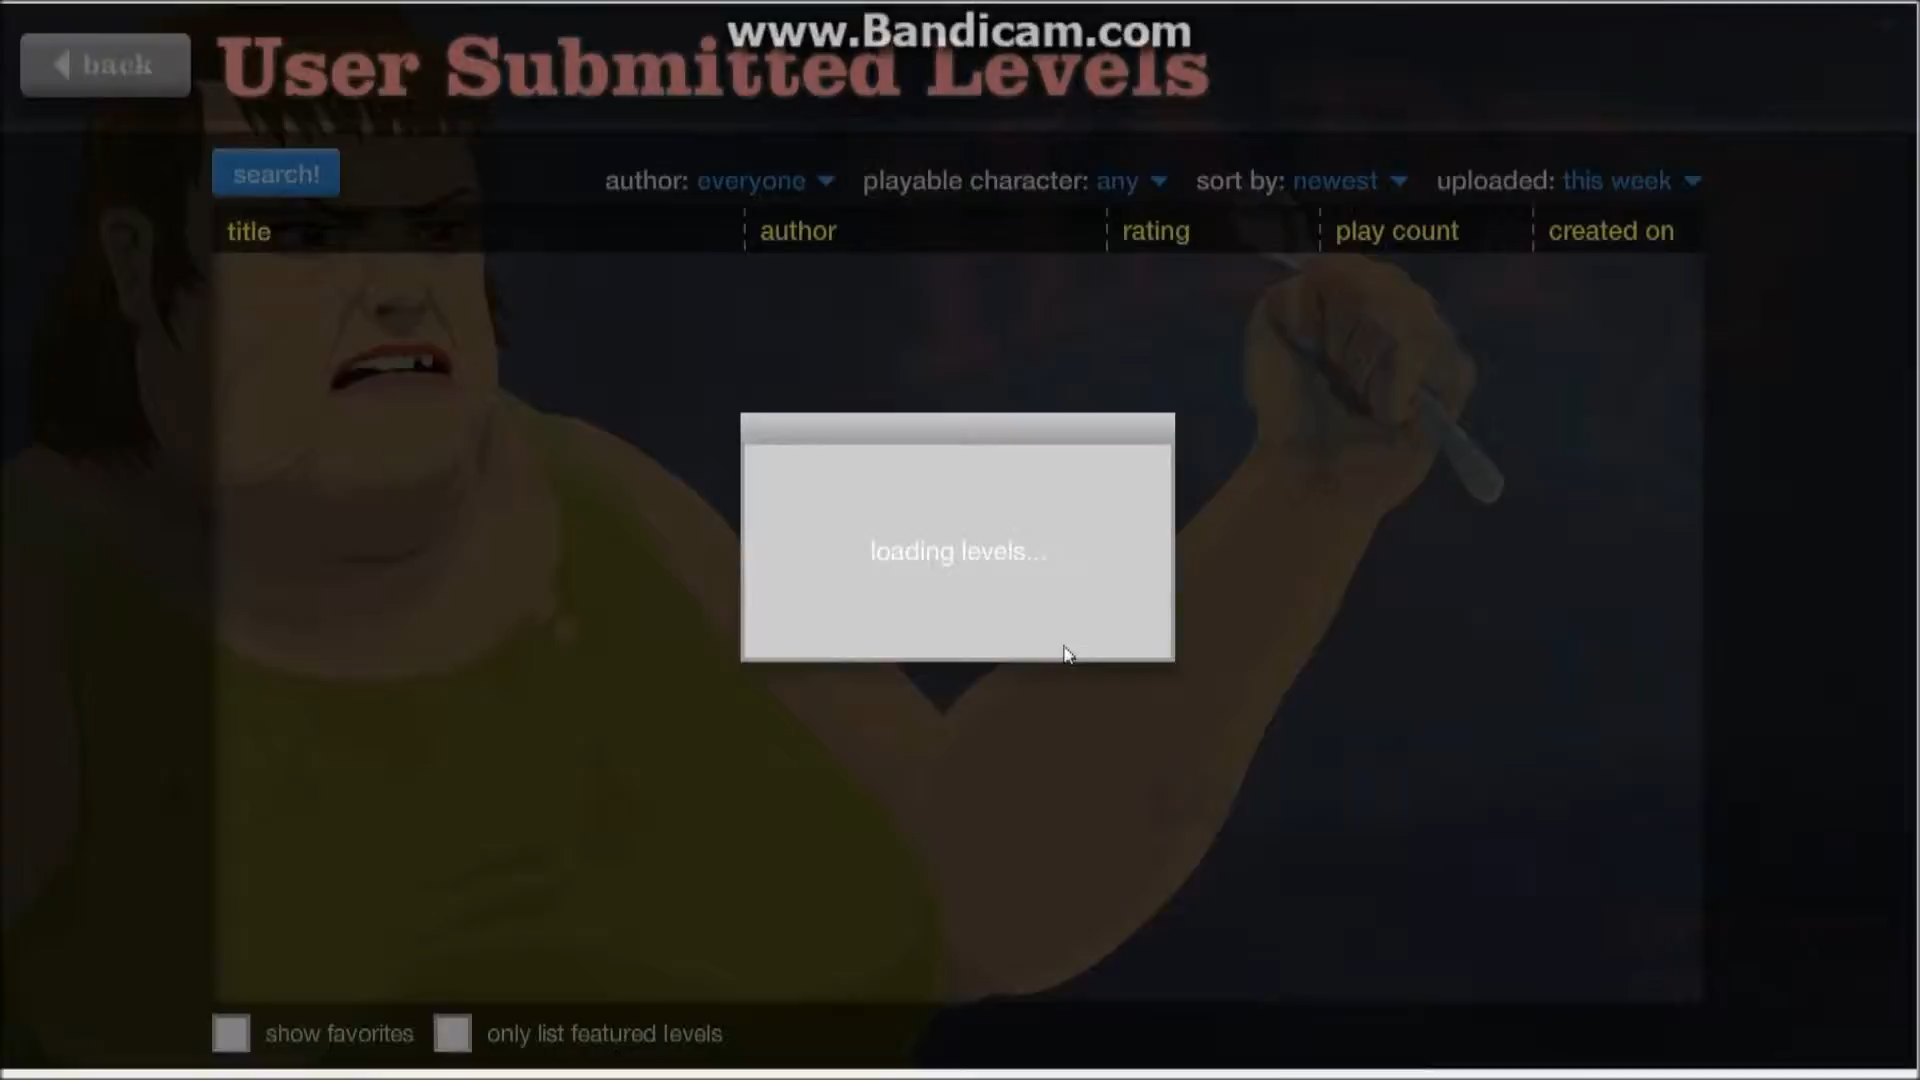 www.Bandicam.com
back
User Submitted Levels
search!
author: everyone
playable character: any
sort by: newest
uploaded: this week
title
author
rating
play count
created on
loading levels...
show favorites
only list featured levels